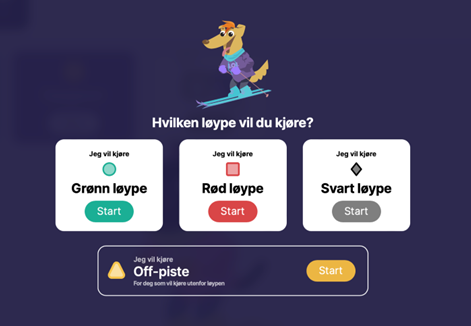 Hvilken løype vil du kjøre?
Jeg vil kjøre
Grønn løype
Start
Jeg vil kjøre
Rød løype
Start
Jeg vil kjøre
Svart løype
Start
Jeg vil kjøre
Off-piste
For deg som vil kjøre utenfor løypen
Start